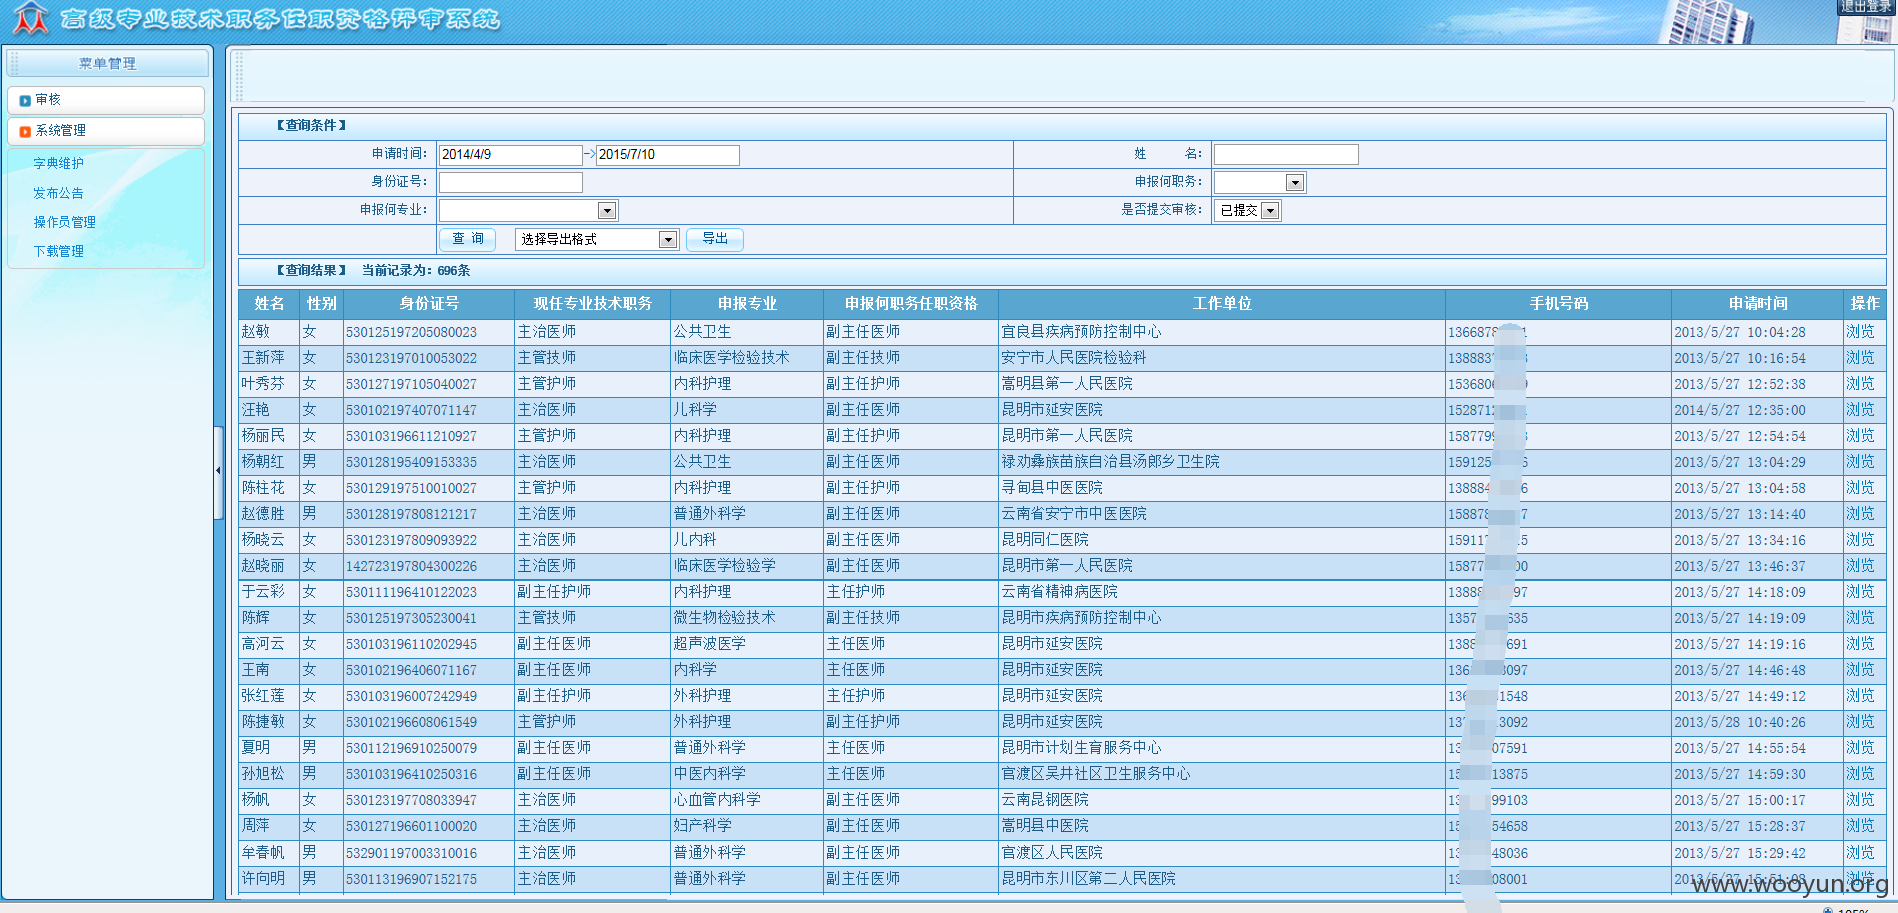 高级专业技术职务任职资格评审系统
退出登录
菜单管理
审核
系统管理
字典维护
发布公告
操作员管理
下载管理
【查询条件】
申请时间： 2014/4/9 -> 2015/7/10 姓 名：
身份证号： 申报何职务：
申报何专业： 是否提交审核： 已提交
查 询 选择导出格式 导出
【查询结果】 当前记录为：696条
姓名 性别 身份证号 现任专业技术职务 申报专业 申报何职务任职资格 工作单位 手机号码 申请时间 操作
赵敏 女 530125197205080023 主治医师 公共卫生 副主任医师 宜良县疾病预防控制中心 1366878 1 2013/5/27 10:04:28 浏览
王新萍 女 530123197010053022 主管技师 临床医学检验技术 副主任技师 安宁市人民医院检验科 138883 2013/5/27 10:16:54 浏览
叶秀芬 女 530127197105040027 主管护师 内科护理 副主任护师 嵩明县第一人民医院 153680 9 2013/5/27 12:52:38 浏览
汪艳 女 530102197407071147 主治医师 儿科学 副主任医师 昆明市延安医院 152871 1 2014/5/27 12:35:00 浏览
杨丽民 女 530103196611210927 主管护师 内科护理 副主任护师 昆明市第一人民医院 158779 2013/5/27 12:54:54 浏览
杨朝红 男 530128195409153335 主治医师 公共卫生 副主任医师 禄劝彝族苗族自治县汤郎乡卫生院 159125 6 2013/5/27 13:04:29 浏览
陈柱花 女 530129197510010027 主管护师 内科护理 副主任护师 寻甸县中医医院 13888 6 2013/5/27 13:04:58 浏览
赵德胜 男 530128197808121217 主治医师 普通外科学 副主任医师 云南省安宁市中医医院 15887 7 2013/5/27 13:14:40 浏览
杨晓云 女 530123197809093922 主治医师 儿内科 副主任医师 昆明同仁医院 15911 5 2013/5/27 13:34:16 浏览
赵晓丽 女 142723197804300226 主治医师 临床医学检验学 副主任医师 昆明市第一人民医院 15877 00 2013/5/27 13:46:37 浏览
于云彩 女 530111196410122023 副主任护师 内科护理 主任护师 云南省精神病医院 13888 97 2013/5/27 14:18:09 浏览
陈辉 女 530125197305230041 主管技师 微生物检验技术 副主任技师 昆明市疾病预防控制中心 1357 635 2013/5/27 14:19:09 浏览
高河云 女 530103196110202945 副主任医师 超声波医学 主任医师 昆明市延安医院 1388 691 2013/5/27 14:19:16 浏览
王南 女 530102196406071167 副主任医师 内科学 主任医师 昆明市延安医院 136 097 2013/5/27 14:46:48 浏览
张红莲 女 530103196007242949 副主任护师 外科护理 主任护师 昆明市延安医院 136 1548 2013/5/27 14:49:12 浏览
陈捷敏 女 530102196608061549 主管护师 外科护理 副主任护师 昆明市延安医院 13 3092 2013/5/28 10:40:26 浏览
夏明 男 530112196910250079 副主任医师 普通外科学 主任医师 昆明市计划生育服务中心 13 07591 2013/5/27 14:55:54 浏览
孙旭松 男 530103196410250316 副主任医师 中医内科学 主任医师 官渡区吴井社区卫生服务中心 15 13875 2013/5/27 14:59:30 浏览
杨帆 女 530123197708033947 主治医师 心血管内科学 副主任医师 云南昆钢医院 13 99103 2013/5/27 15:00:17 浏览
周萍 女 530127196601100020 主治医师 妇产科学 副主任医师 嵩明县中医院 15 54658 2013/5/27 15:28:37 浏览
牟春帆 男 532901197003310016 主治医师 普通外科学 副主任医师 官渡区人民医院 13 48036 2013/5/27 15:29:42 浏览
许向明 男 530113196907152175 主治医师 普通外科学 副主任医师 昆明市东川区第二人民医院 13 08001 2013/5/27 浏览
www.wooyun.org